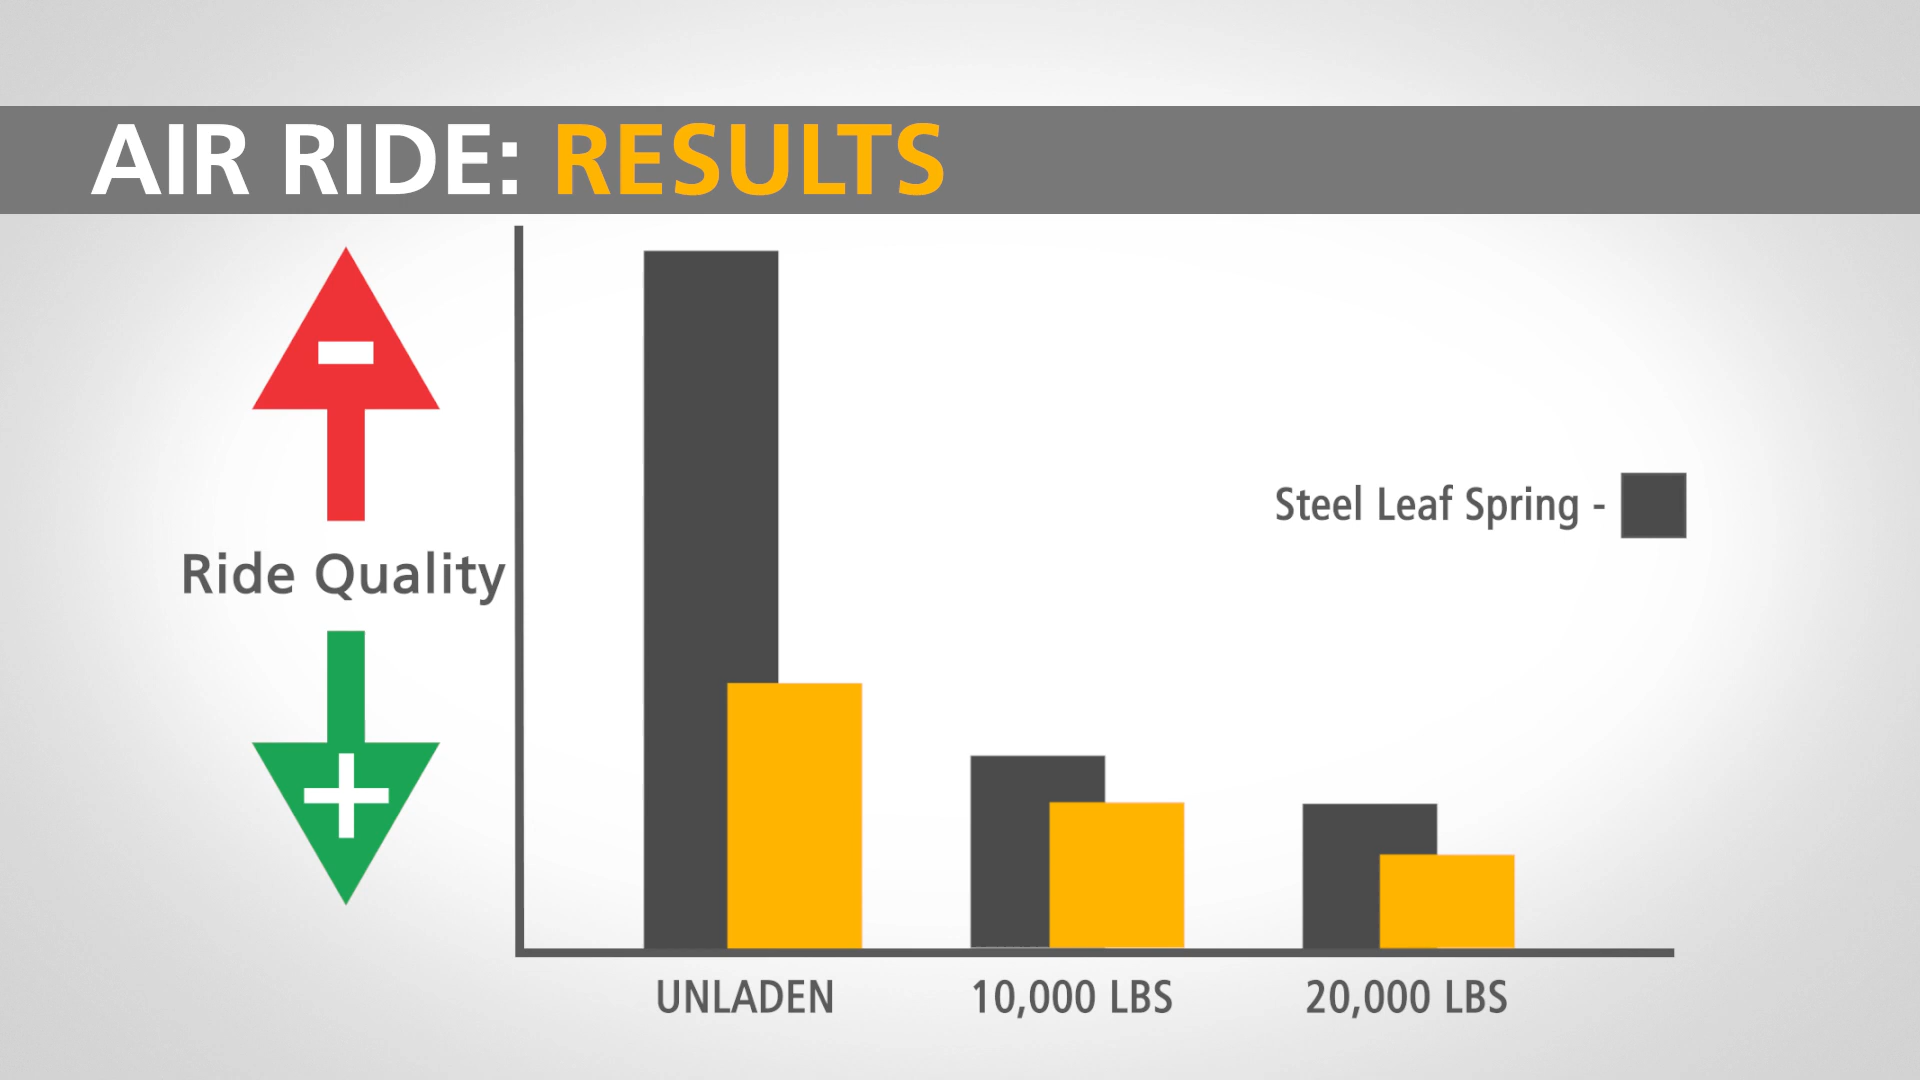 AIR RIDE: RESULTS
-
Ride Quality
+
Steel Leaf Spring -
UNLADEN
10,000 LBS
20,000 LBS